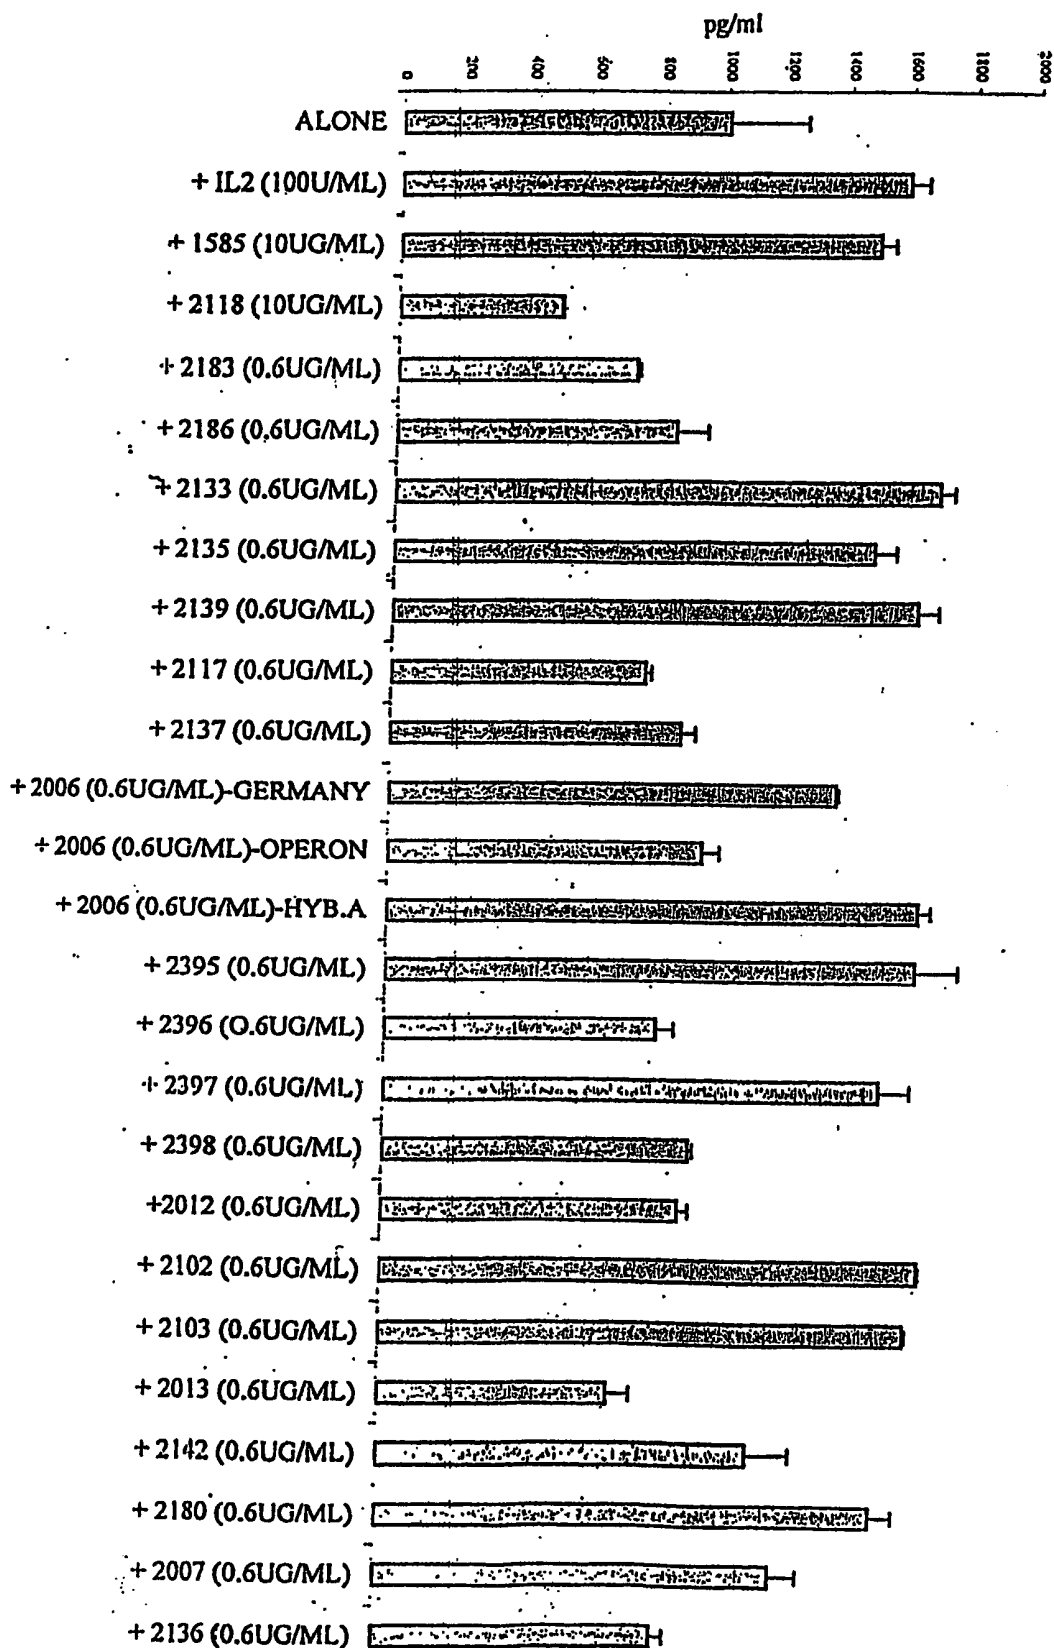 pg/ml
0 200 400 600 800 1000 1200 1400 1600 1800 2000
ALONE
+ IL2 (100U/ML)
+ 1585 (10UG/ML)
+ 2118 (10UG/ML)
+ 2183 (0.6UG/ML)
+ 2186 (0.6UG/ML)
+ 2133 (0.6UG/ML)
+ 2135 (0.6UG/ML)
+ 2139 (0.6UG/ML)
+ 2117 (0.6UG/ML)
+ 2137 (0.6UG/ML)
+ 2006 (0.6UG/ML)-GERMANY
+ 2006 (0.6UG/ML)-OPERON
+ 2006 (0.6UG/ML)-HYB.A
+ 2395 (0.6UG/ML)
+ 2396 (0.6UG/ML)
+ 2397 (0.6UG/ML)
+ 2398 (0.6UG/ML)
+2012 (0.6UG/ML)
+ 2102 (0.6UG/ML)
+ 2103 (0.6UG/ML)
+ 2013 (0.6UG/ML)
+ 2142 (0.6UG/ML)
+ 2180 (0.6UG/ML)
+ 2007 (0.6UG/ML)
+ 2136 (0.6UG/ML)